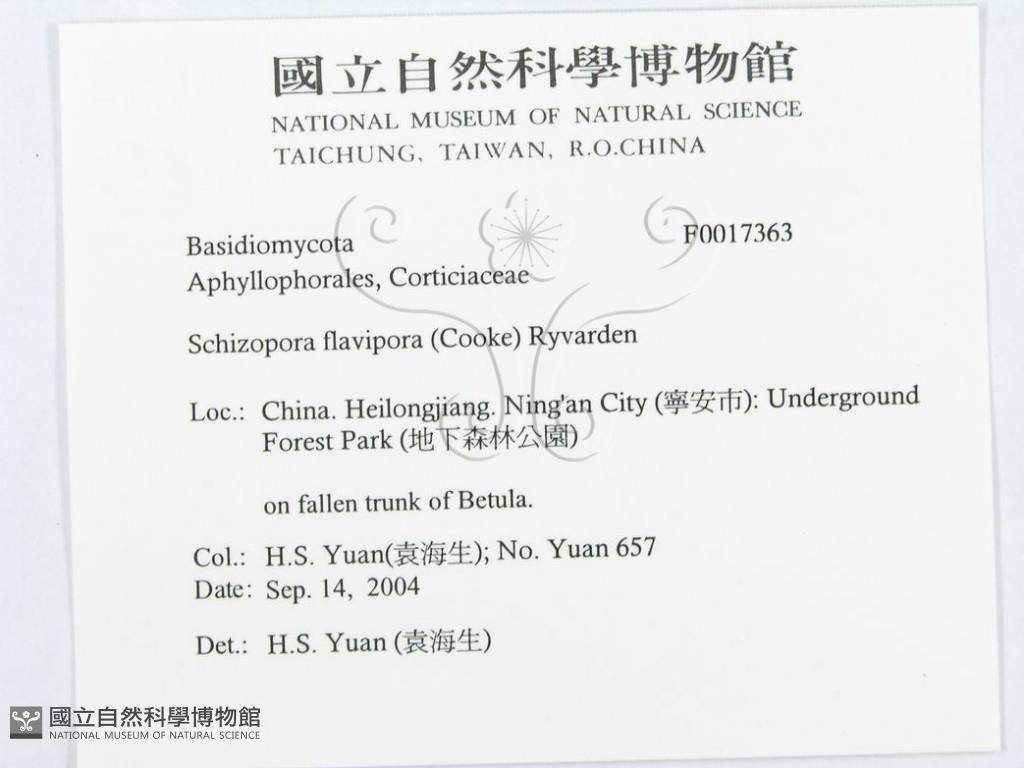 國立自然科學博物館
NATIONAL MUSEUM OF NATURAL SCIENCE
TAICHUNG, TAIWAN, R.O.CHINA
Basidiomycota F0017363
Aphyllophorales, Corticiaceae
Schizopora flavipora (Cooke) Ryvarden
Loc.: China. Heilongjiang. Ning'an City (寧安市): Underground
Forest Park (地下森林公園)
on fallen trunk of Betula.
Col.: H.S. Yuan(袁海生); No. Yuan 657
Date: Sep. 14, 2004
Det.: H.S. Yuan (袁海生)
國立自然科學博物館
NATIONAL MUSEUM OF NATURAL SCIENCE